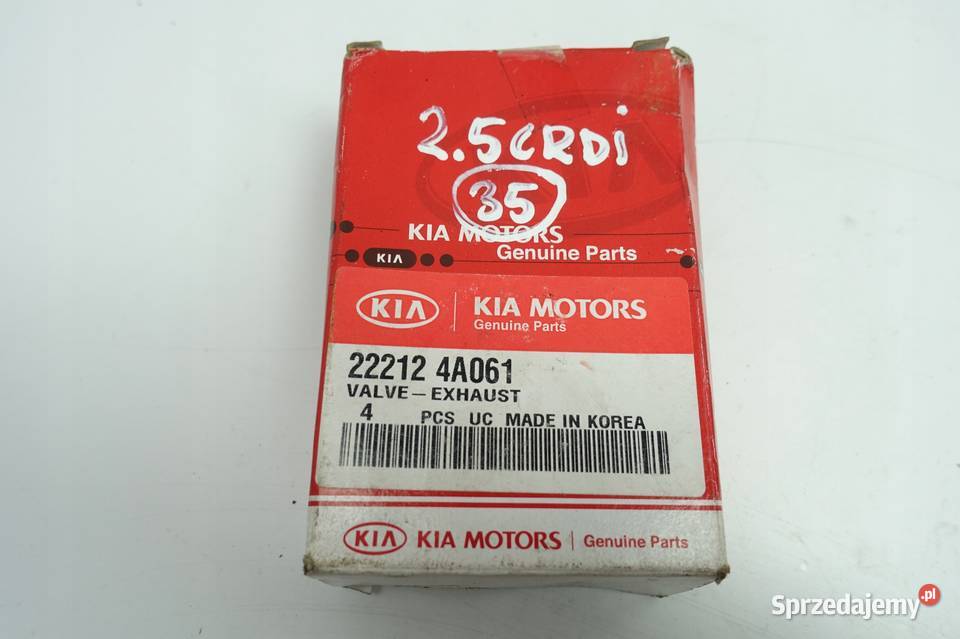 2.5CRDi
35
KIA MOTORS
Genuine Parts
KIA
KIA | KIA MOTORS
Genuine Parts
22212 4A061
VALVE-EXHAUST
4 PCS UC MADE IN KOREA
KIA KIA MOTORS | Genuine Parts
Sprzedajemy.pl